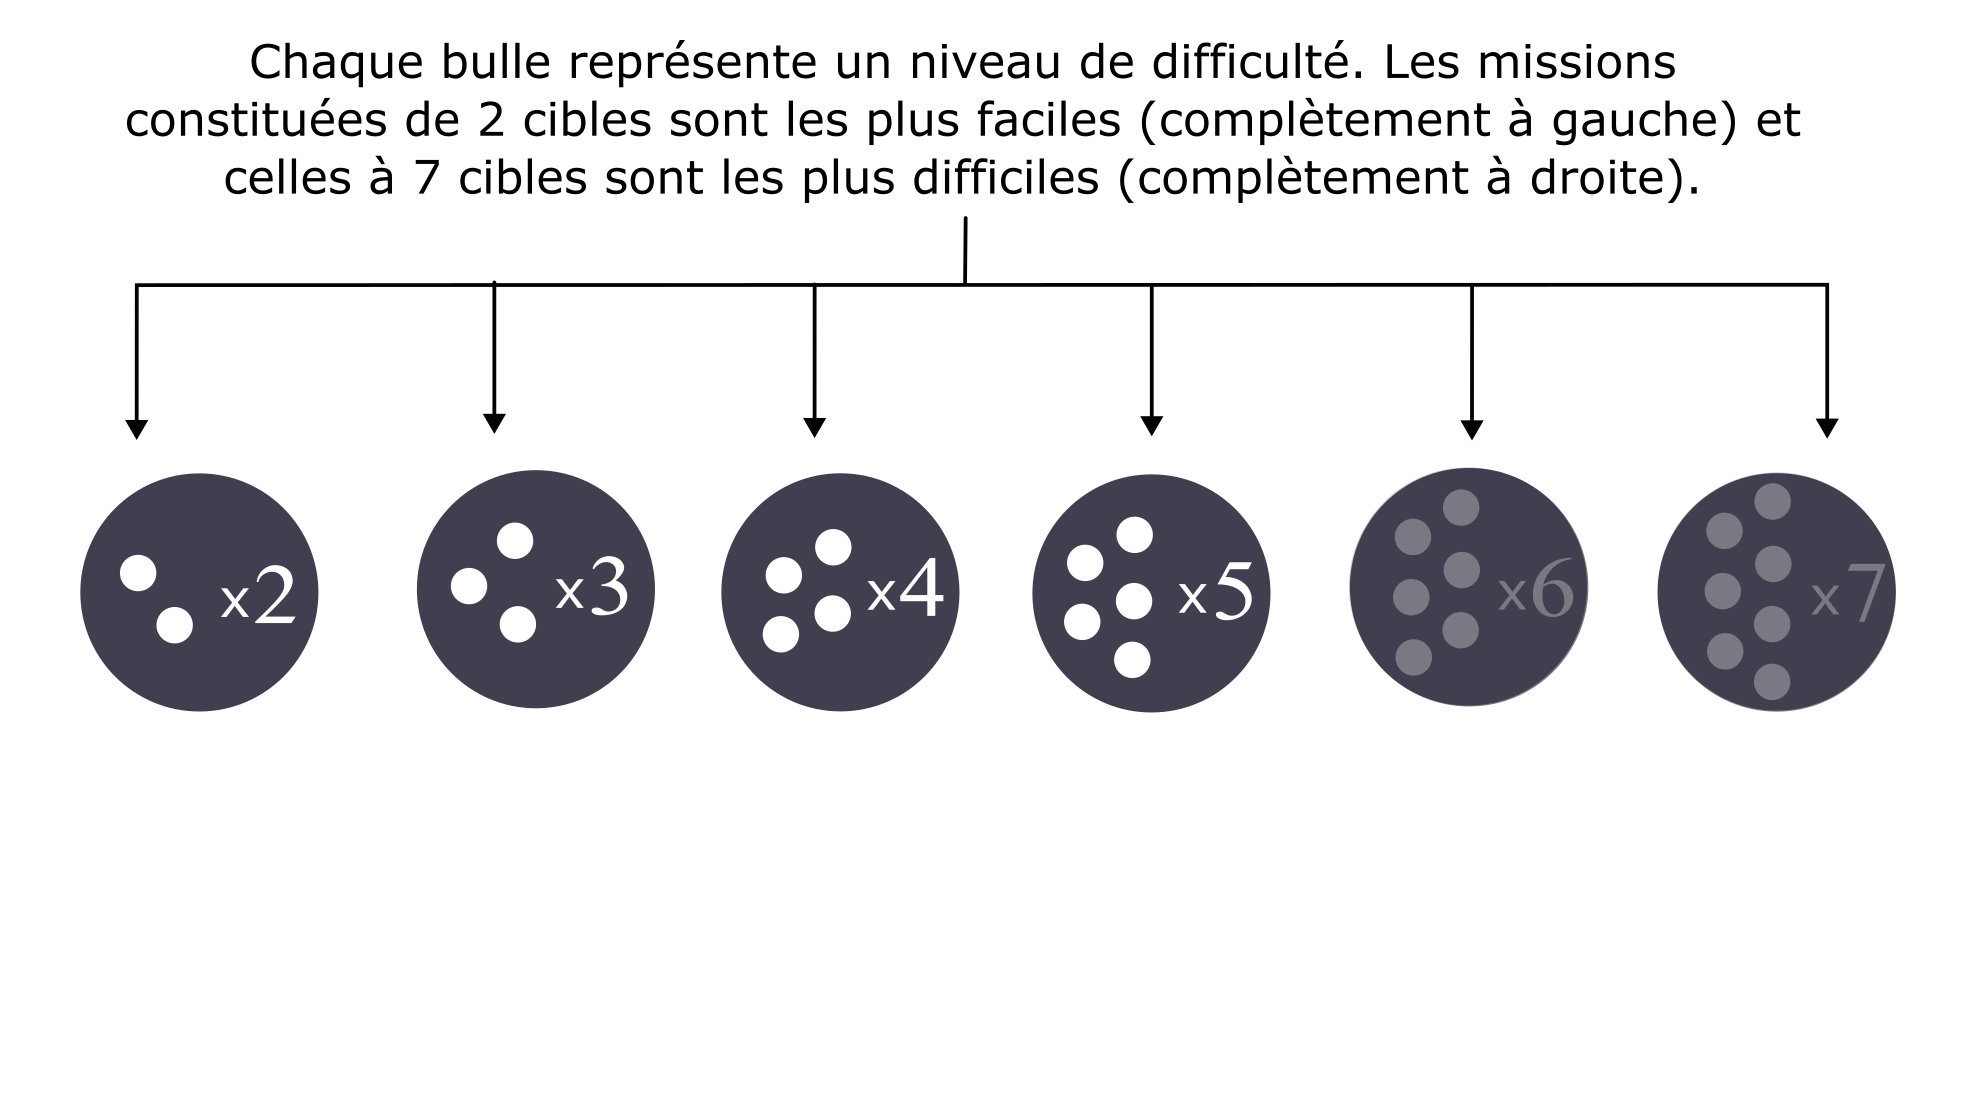 Chaque bulle représente un niveau de difficulté. Les missions
constituées de 2 cibles sont les plus faciles (complètement à gauche) et
celles à 7 cibles sont les plus difficiles (complètement à droite).
x2 x3 x4 x5 x6 x7